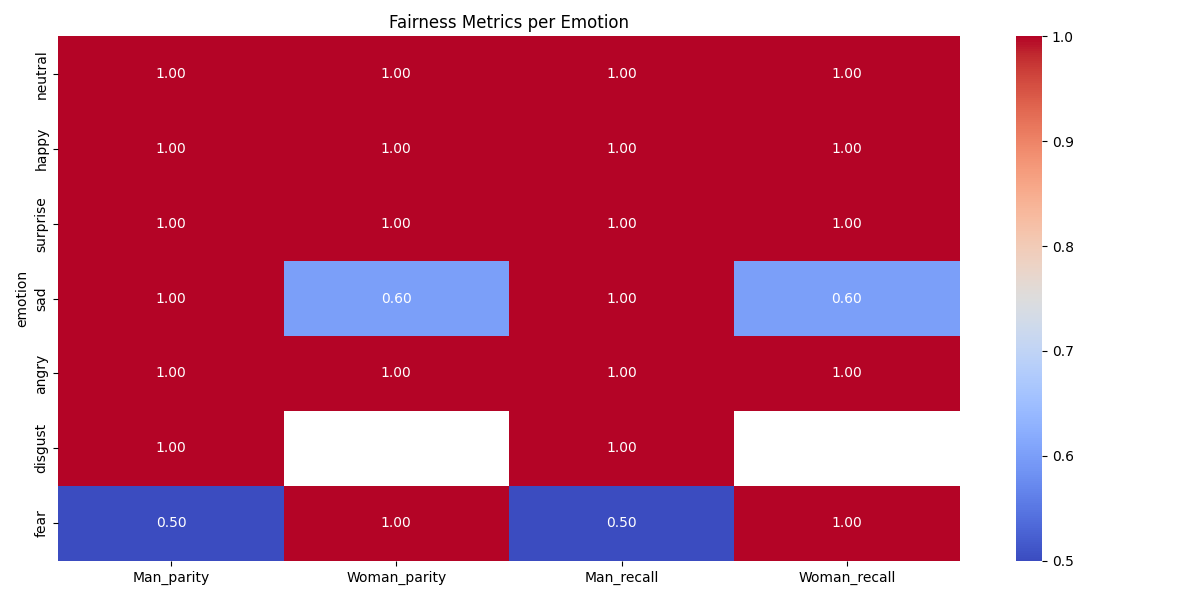 Fairness Metrics per Emotion
emotion
neutral 1.00 1.00 1.00 1.00
happy 1.00 1.00 1.00 1.00
surprise 1.00 1.00 1.00 1.00
sad 1.00 0.60 1.00 0.60
angry 1.00 1.00 1.00 1.00
disgust 1.00 1.00
fear 0.50 1.00 0.50 1.00
Man_parity Woman_parity Man_recall Woman_recall
1.0
0.9
0.8
0.7
0.6
0.5